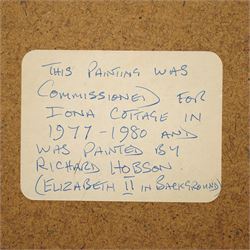 THIS PAINTING WAS
COMMISSIONED FOR
IONA COTTAGE IN
1977-1980 AND
WAS PAINTED BY
RICHARD HOBSON.
(ELIZABETH II IN BACKGROUND)